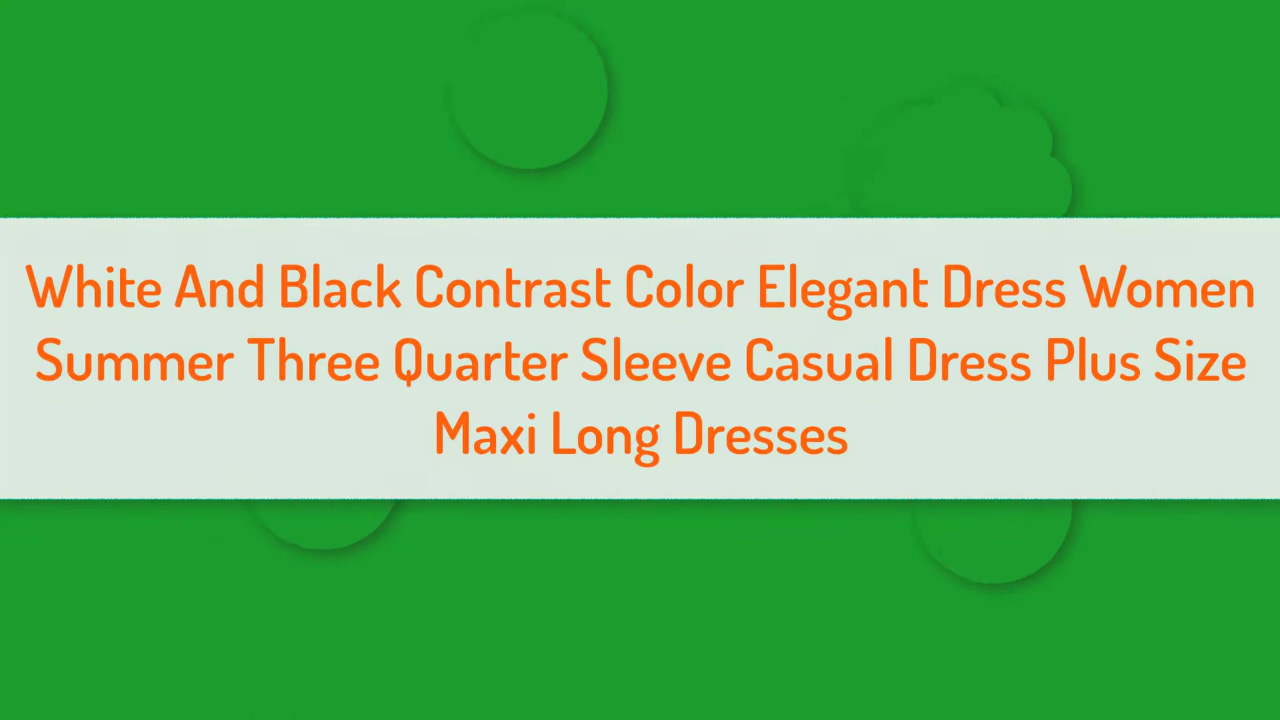 White And Black Contrast Color Elegant Dress Women
Summer Three Quarter Sleeve Casual Dress Plus Size
Maxi Long Dresses